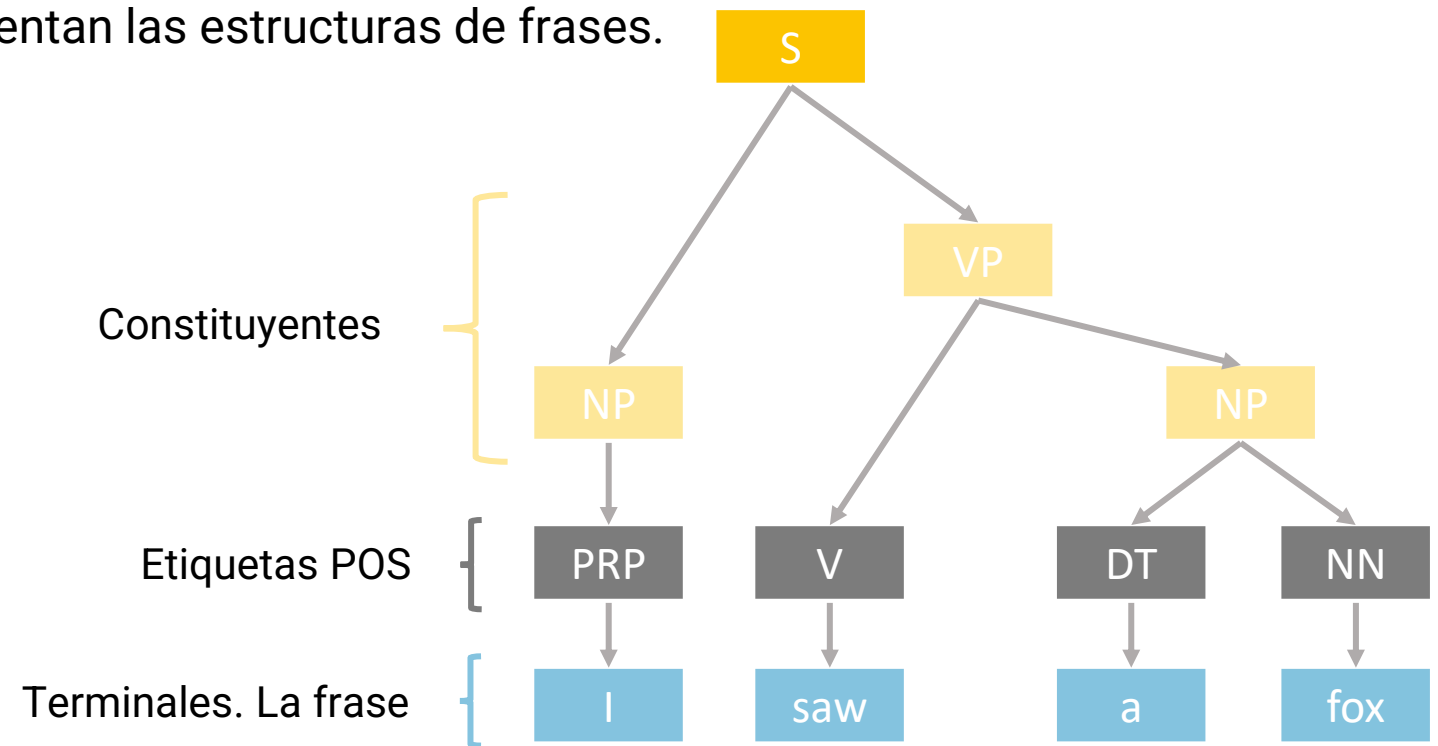 entan las estructuras de frases.
S
VP
Constituyentes
NP NP
Etiquetas POS PRP V DT NN
Terminales. La frase I saw a fox